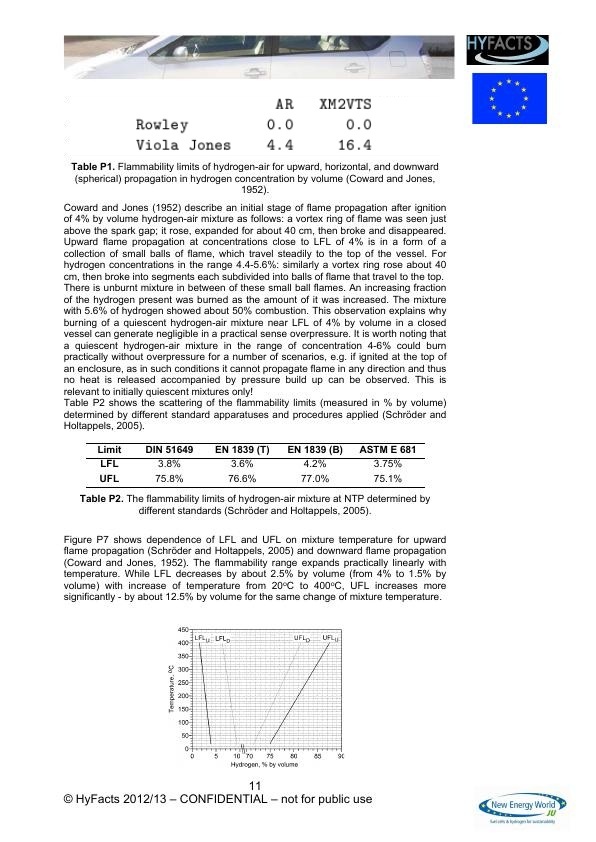 HYFACTS
AR XM2VTS
Rowley 0.0 0.0
Viola Jones 4.4 16.4
Table P1. Flammability limits of hydrogen-air for upward, horizontal, and downward
(spherical) propagation in hydrogen concentration by volume (Coward and Jones,
1952).
Coward and Jones (1952) describe an initial stage of flame propagation after ignition
of 4% by volume hydrogen-air mixture as follows: a vortex ring of flame was seen just
above the spark gap; it rose, expanded for about 40 cm, then broke and disappeared.
Upward flame propagation at concentrations close to LFL of 4% is in a form of a
collection of small balls of flame, which travel steadily to the top of the vessel. For
hydrogen concentrations in the range 4.4-5.6%: similarly a vortex ring rose about 40
cm, then broke into segments each subdivided into balls of flame that travel to the top.
There is unburnt mixture in between of these small ball flames. An increasing fraction
of the hydrogen present was burned as the amount of it was increased. The mixture
with 5.6% of hydrogen showed about 50% combustion. This observation explains why
burning of a quiescent hydrogen-air mixture near LFL of 4% by volume in a closed
vessel can generate negligible in a practical sense overpressure. It is worth noting that
a quiescent hydrogen-air mixture in the range of concentration 4-6% could burn
practically without overpressure for a number of scenarios, e.g. if ignited at the top of
an enclosure, as in such conditions it cannot propagate flame in any direction and thus
no heat is released accompanied by pressure build up can be observed. This is
relevant to initially quiescent mixtures only!
Table P2 shows the scattering of the flammability limits (measured in % by volume)
determined by different standard apparatuses and procedures applied (Schröder and
Holtappels, 2005).
Limit DIN 51649 EN 1839 (T) EN 1839 (B) ASTM E 681
LFL 3.8% 3.6% 4.2% 3.75%
UFL 75.8% 76.6% 77.0% 75.1%
Table P2. The flammability limits of hydrogen-air mixture at NTP determined by
different standards (Schröder and Holtappels, 2005).
Figure P7 shows dependence of LFL and UFL on mixture temperature for upward
flame propagation (Schröder and Holtappels, 2005) and downward flame propagation
(Coward and Jones, 1952). The flammability range expands practically linearly with
temperature. While LFL decreases by about 2.5% by volume (from 4% to 1.5% by
volume) with increase of temperature from 20ºC to 400ºC, UFL increases more
significantly - by about 12.5% by volume for the same change of mixture temperature.
450
LFLU LFLD UFLD UFLU
400
350
300
250
200
150
100
50
0
Temperature, ºC
0 5 10 70 75 80 85 90
Hydrogen, % by volume
11
© HyFacts 2012/13 – CONFIDENTIAL – not for public use
New Energy World
JU
fuel cells & hydrogen for sustainability